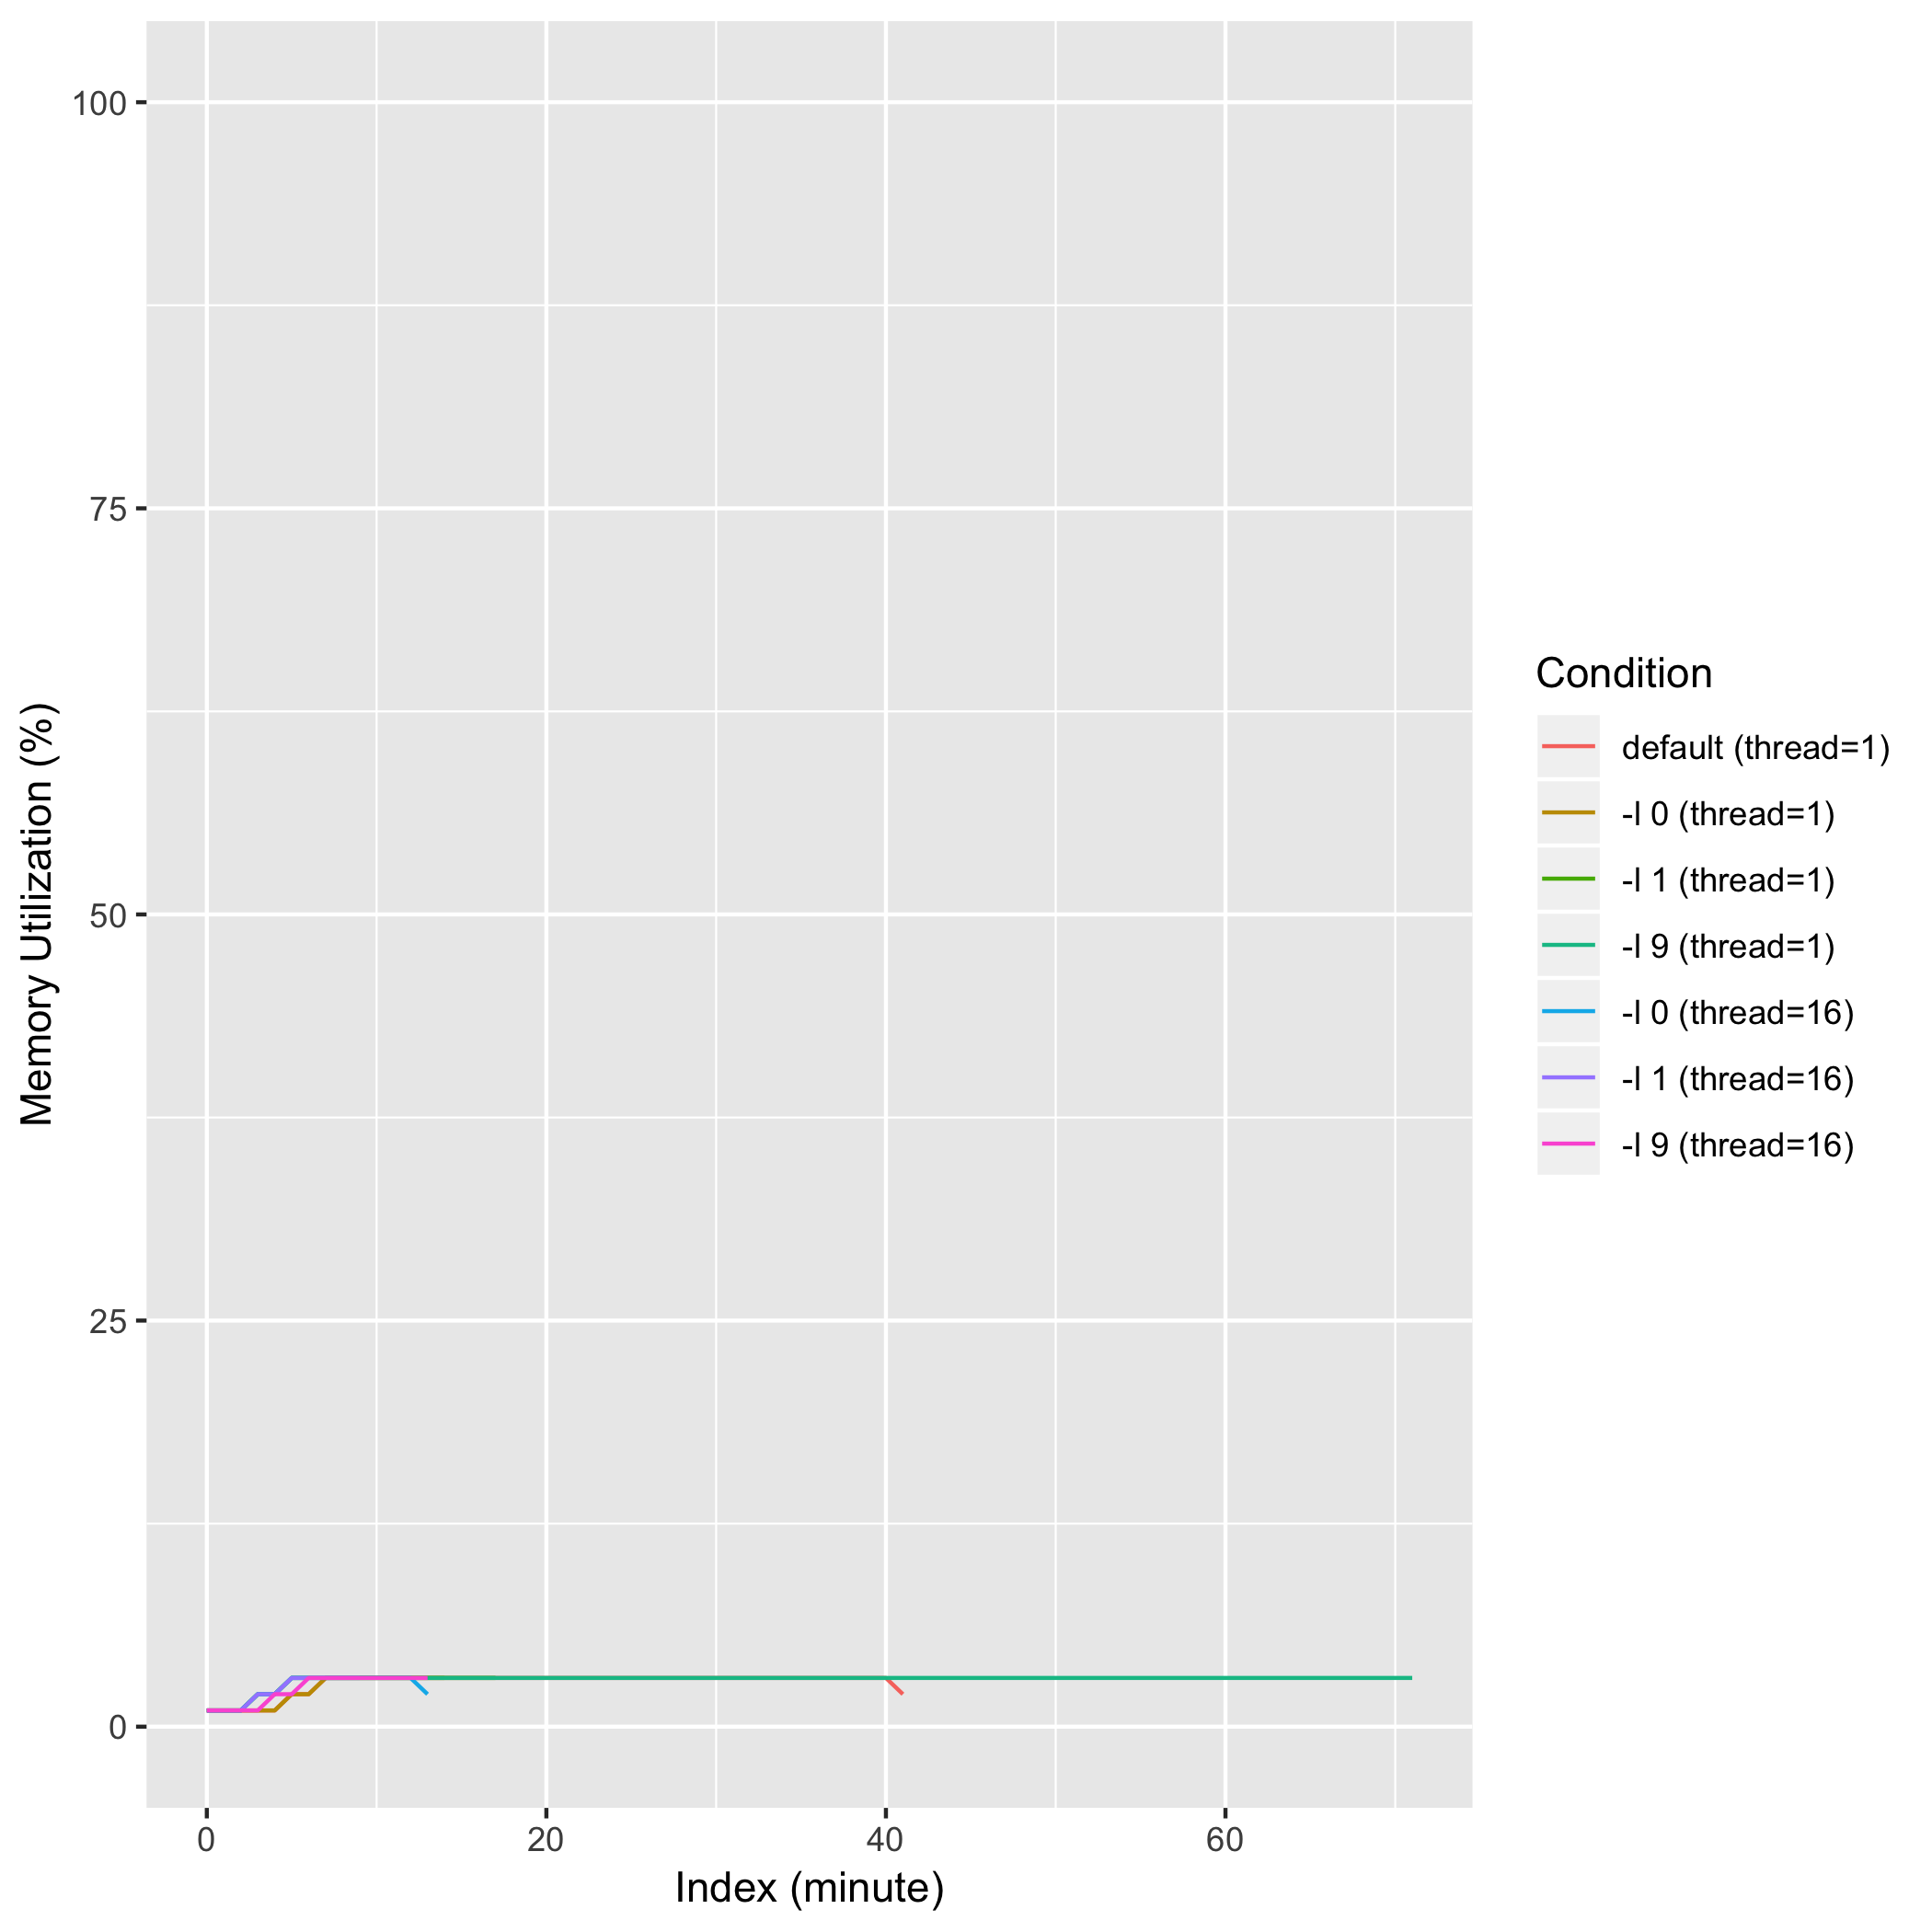 Memory Utilization (%)
100
75
50
25
0
0 20 40 60
Index (minute)
Condition
default (thread=1)
-l 0 (thread=1)
-l 1 (thread=1)
-l 9 (thread=1)
-l 0 (thread=16)
-l 1 (thread=16)
-l 9 (thread=16)